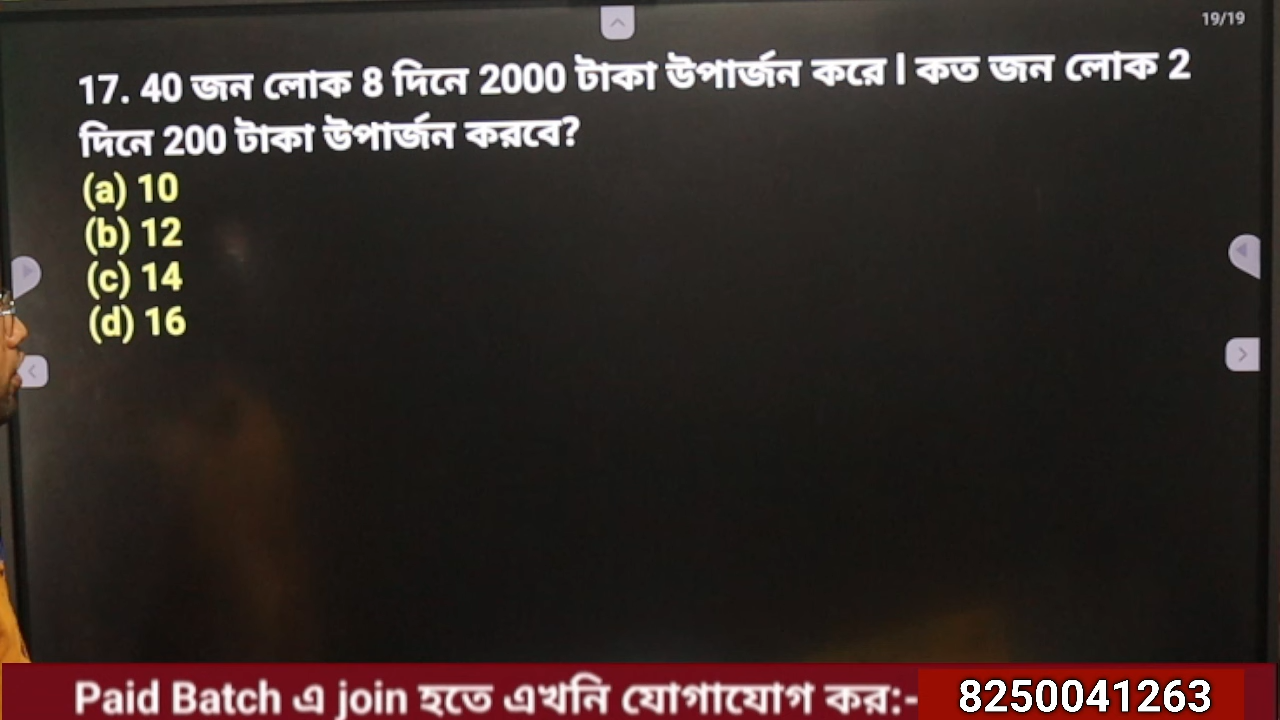 19/19
17. 40 জন লোক 8 দিনে 2000 টাকা উপার্জন করে। কত জন লোক 2
দিনে 200 টাকা উপার্জন করবে?
(a) 10
(b) 12
(c) 14
(d) 16
Paid Batch এ join হতে এখনি যোগাযোগ কর:- 8250041263